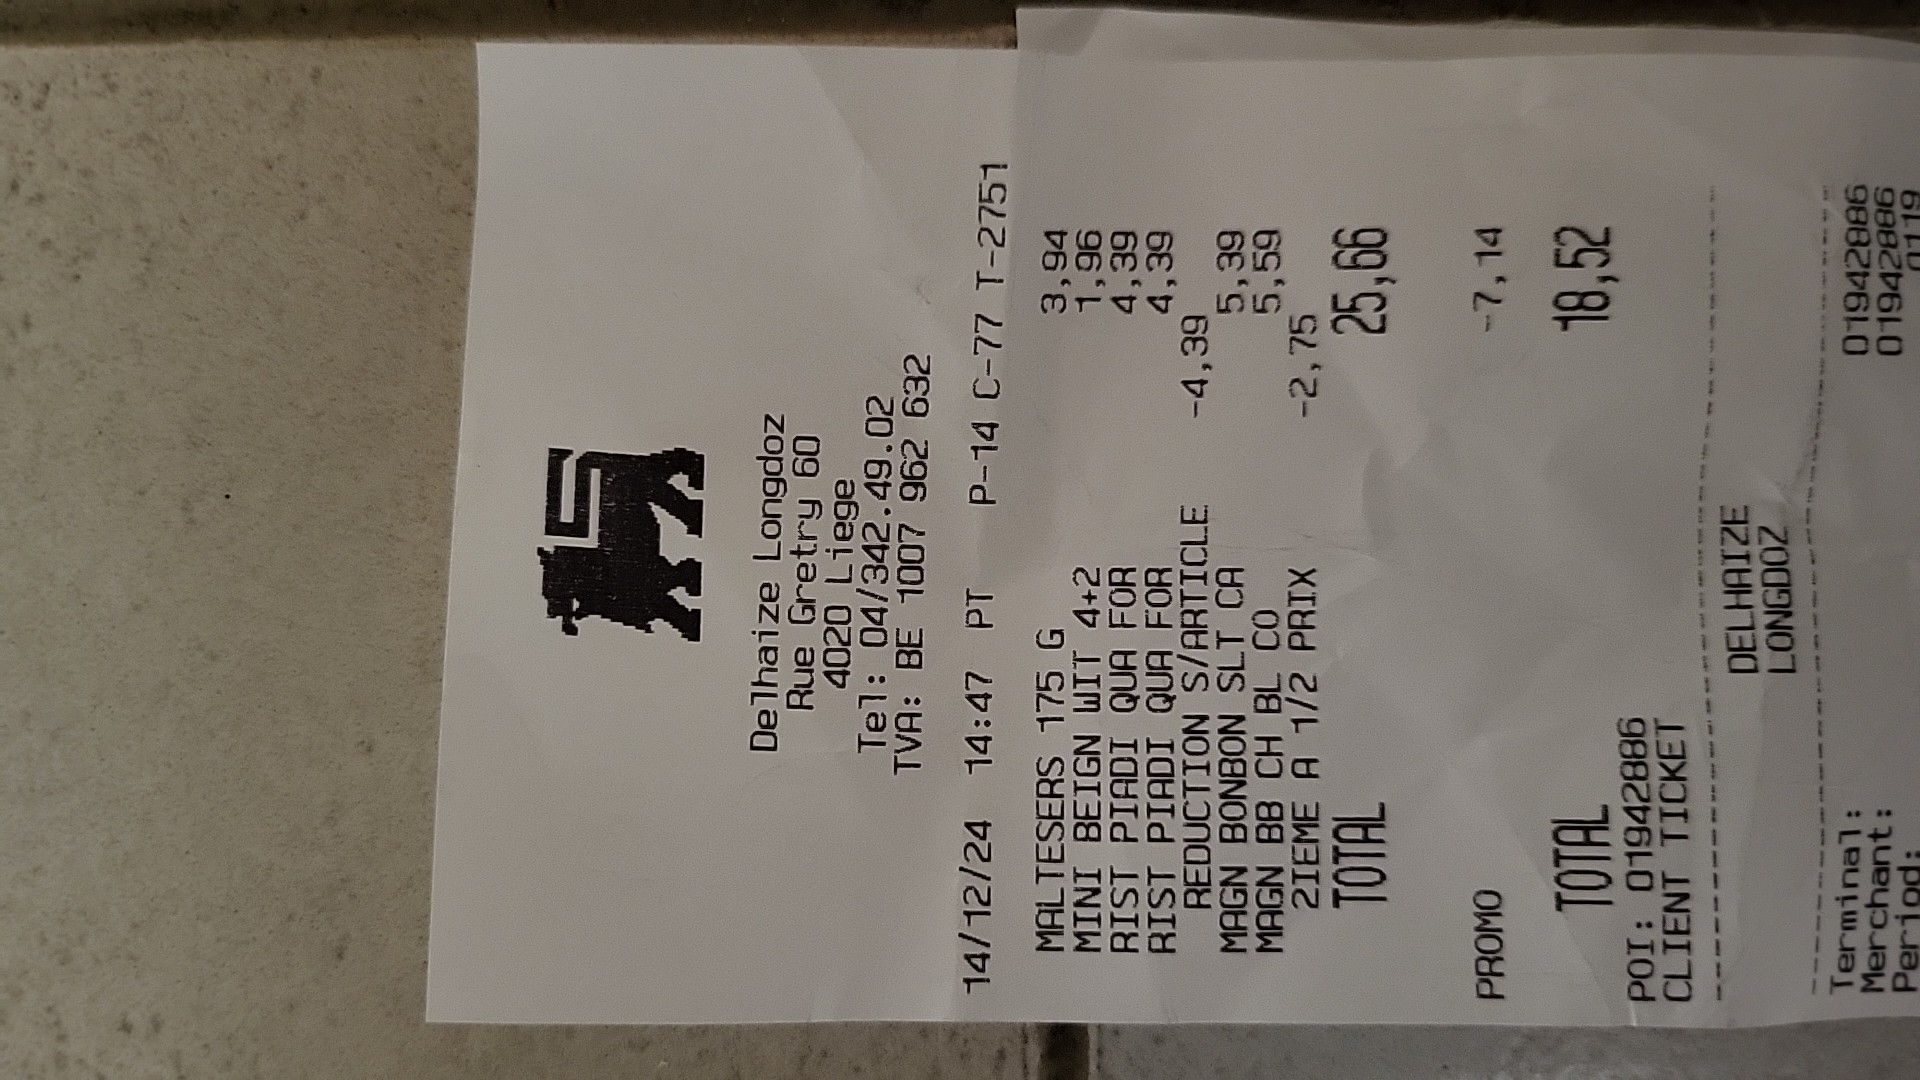 Delhaize Longdoz
Rue Gretry 60
4020 Liege
Tel: 04/342.49.02
TVA: BE 1007 962 632
14/12/24 14:47 PT P-14 C-77 T-2751
MALTESERS 175 G 3,94
MINI BEIGN WIT 4+2 1,96
RIST PIADI QUA FOR 4,39
RIST PIADI QUA FOR 4,39
REDUCTION S/ARTICLE -4,39
MAGN BONBON SLT CA 5,39
MAGN BB CH BL CO 5,59
2IEME A 1/2 PRIX -2,75
TOTAL 25,66
PROMO -7,14
TOTAL 18,52
POI: 01942886
CLIENT TICKET
DELHAIZE
LONGDOZ
Terminal: 01942886
Merchant: 01942886
Period: 0119